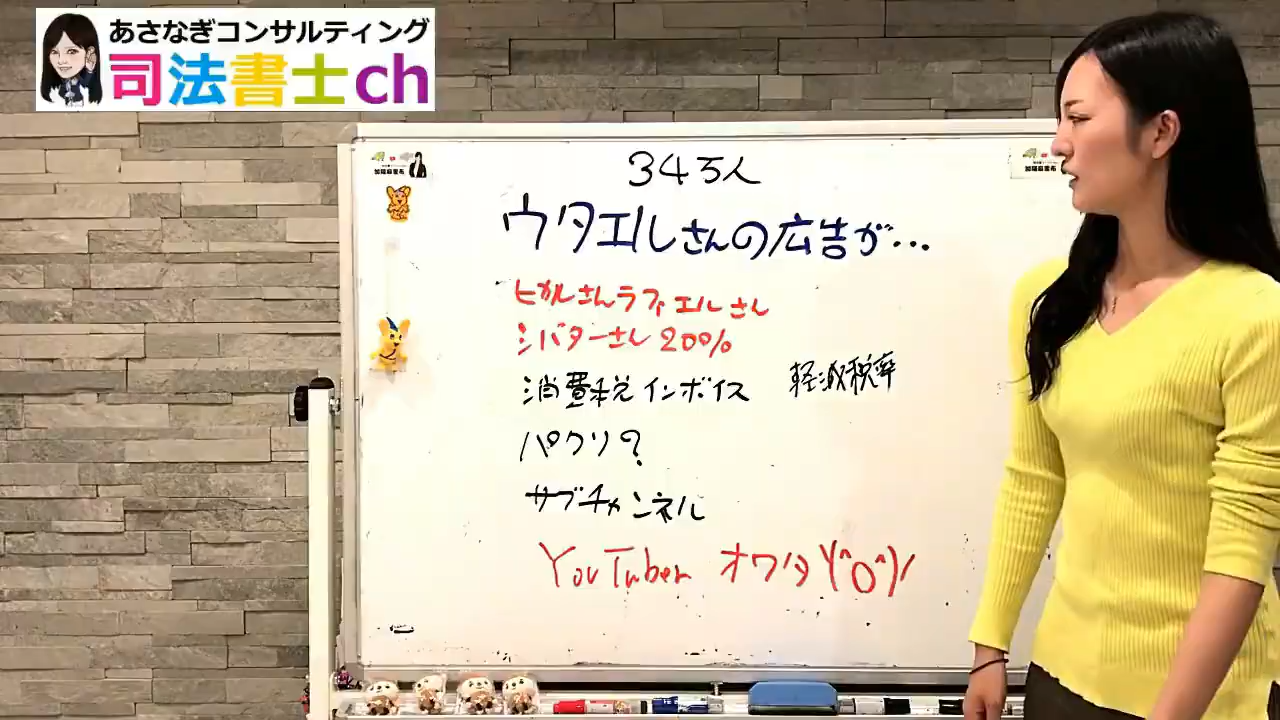 あさなぎコンサルティング
司法書士ch
345人
ウタエルさんの広告が…
ヒカルさんラファエルさん
シバターさん 200%
消費税 インボイス 軽減税率
パクリ?
サブチャンネル
YouTuber オワタ\(^O^)/